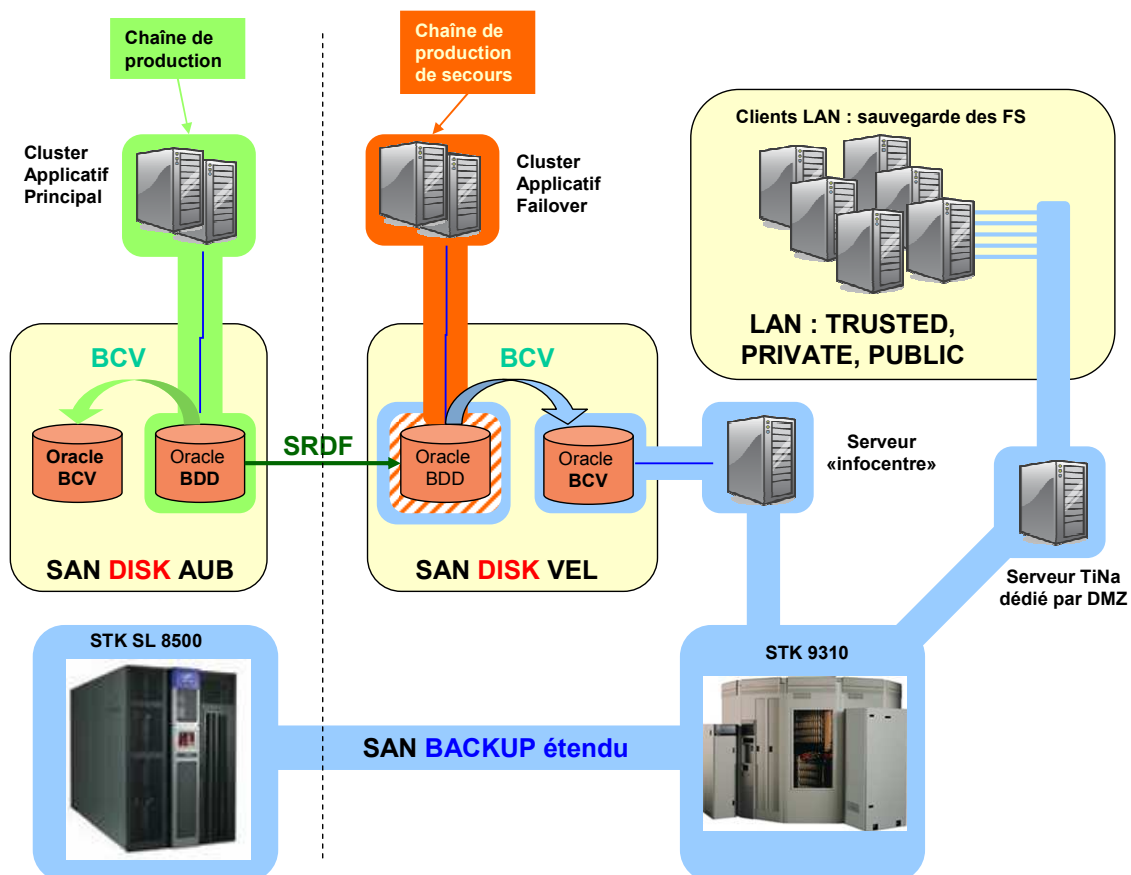 Chaîne de
production
Chaîne de
production
de secours
Clients LAN : sauvegarde des FS
Cluster
Applicatif
Principal
Cluster
Applicatif
Failover
LAN : TRUSTED,
PRIVATE, PUBLIC
BCV
BCV
Oracle
BCV
Oracle
BDD
SRDF
Oracle
BDD
Oracle
BCV
Serveur
«infocentre»
SAN DISK AUB
SAN DISK VEL
Serveur TiNa
dédié par DMZ
STK SL 8500
STK 9310
SAN BACKUP étendu